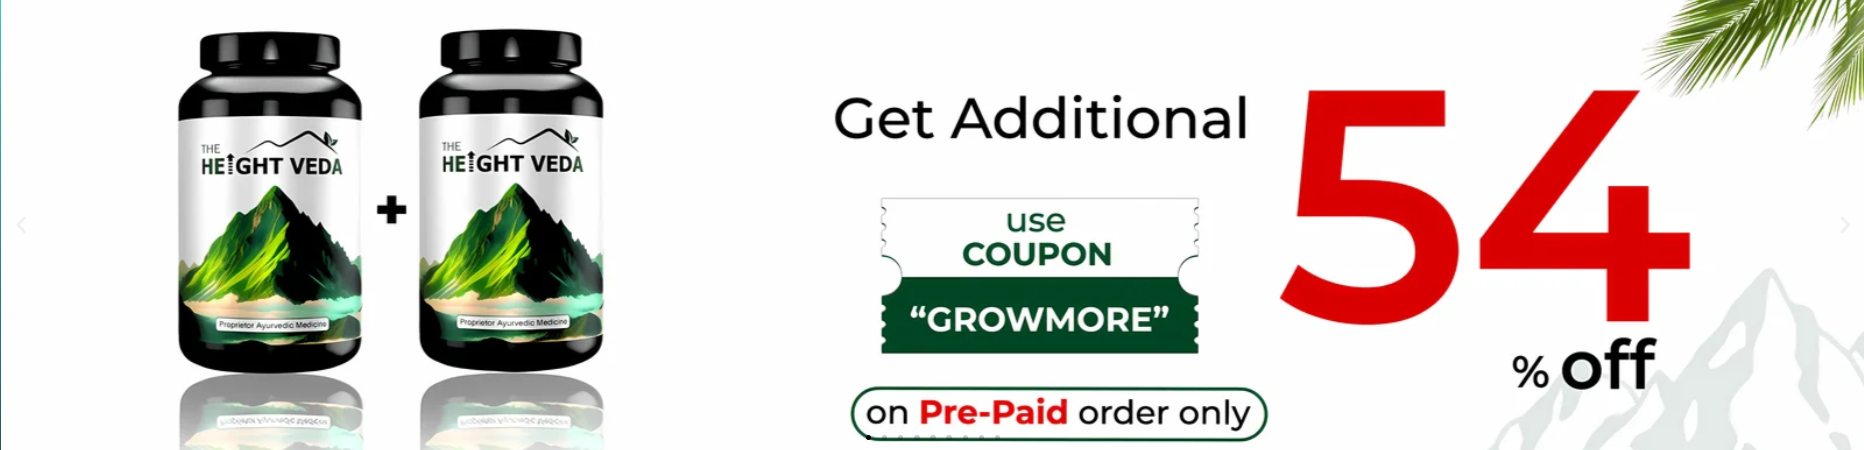 THE
HEIGHT VEDA
Proprietor Ayurvedic Medicine
+
THE
HEIGHT VEDA
Proprietor Ayurvedic Medicine
Get Additional
54
% off
use
COUPON
“GROWMORE”
on Pre-Paid order only